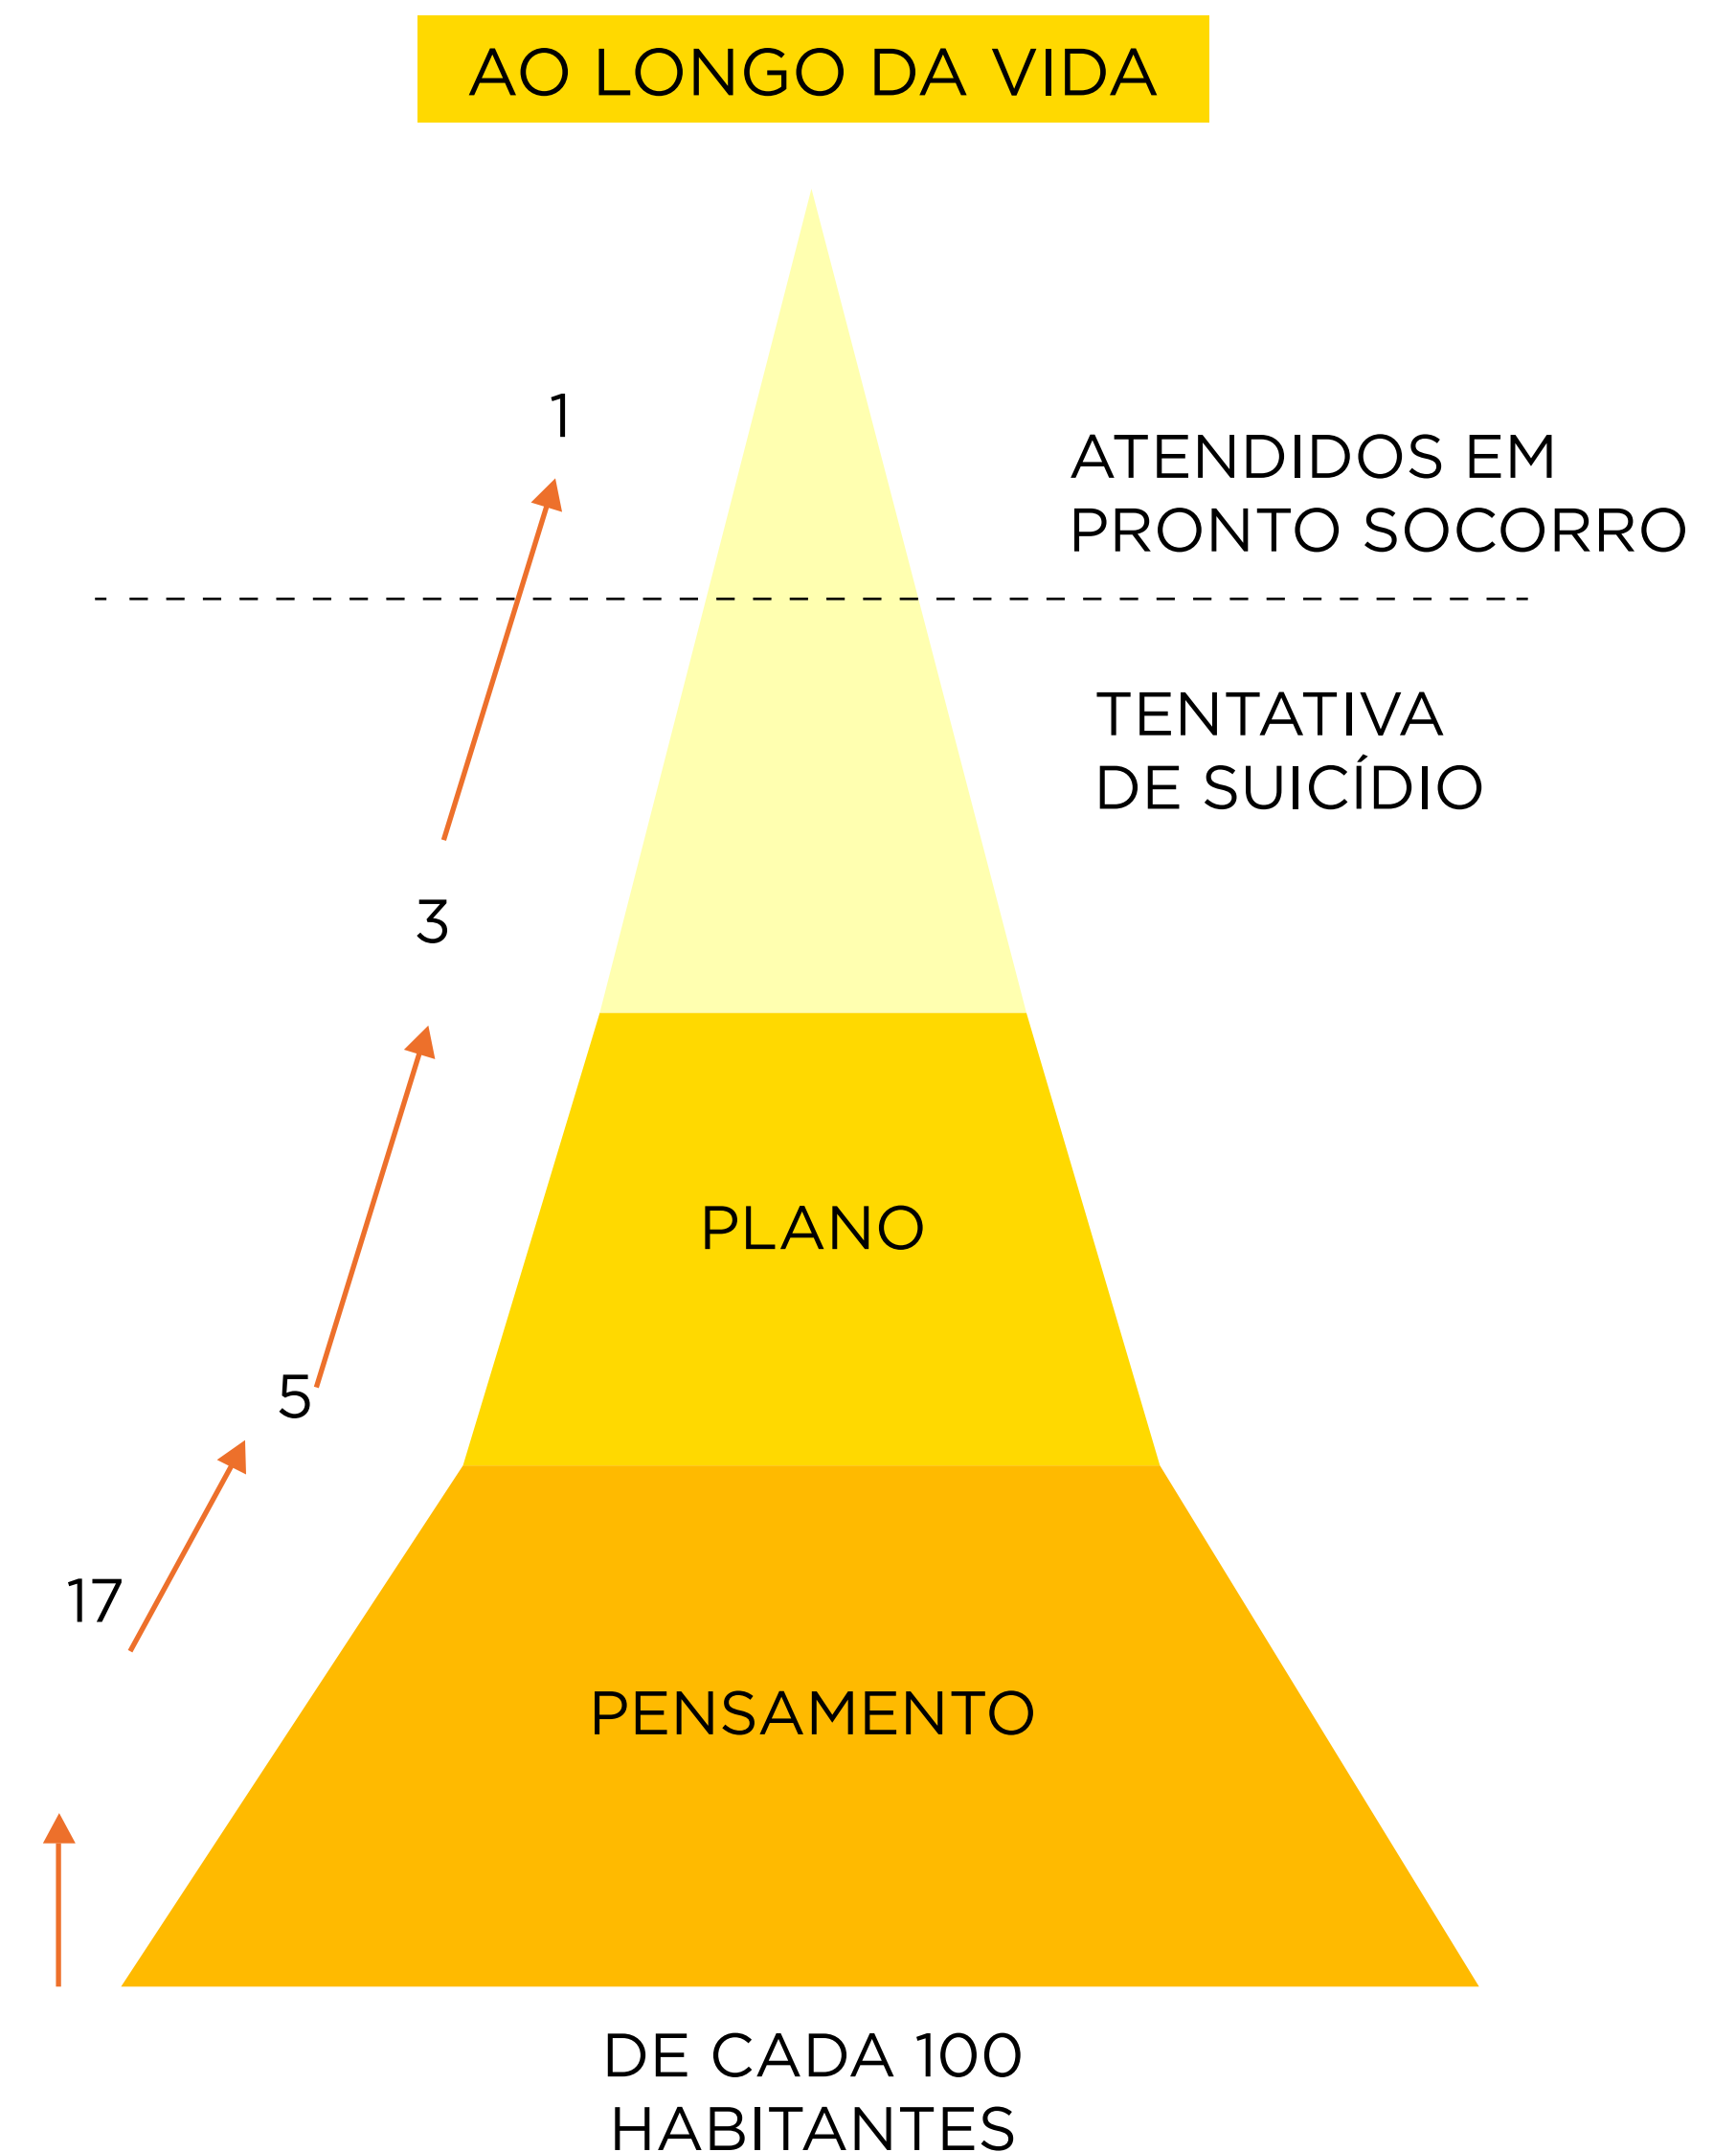 AO LONGO DA VIDA
1
ATENDIDOS EM
PRONTO SOCORRO
TENTATIVA
DE SUICÍDIO
3
PLANO
5
17
PENSAMENTO
DE CADA 100
HABITANTES